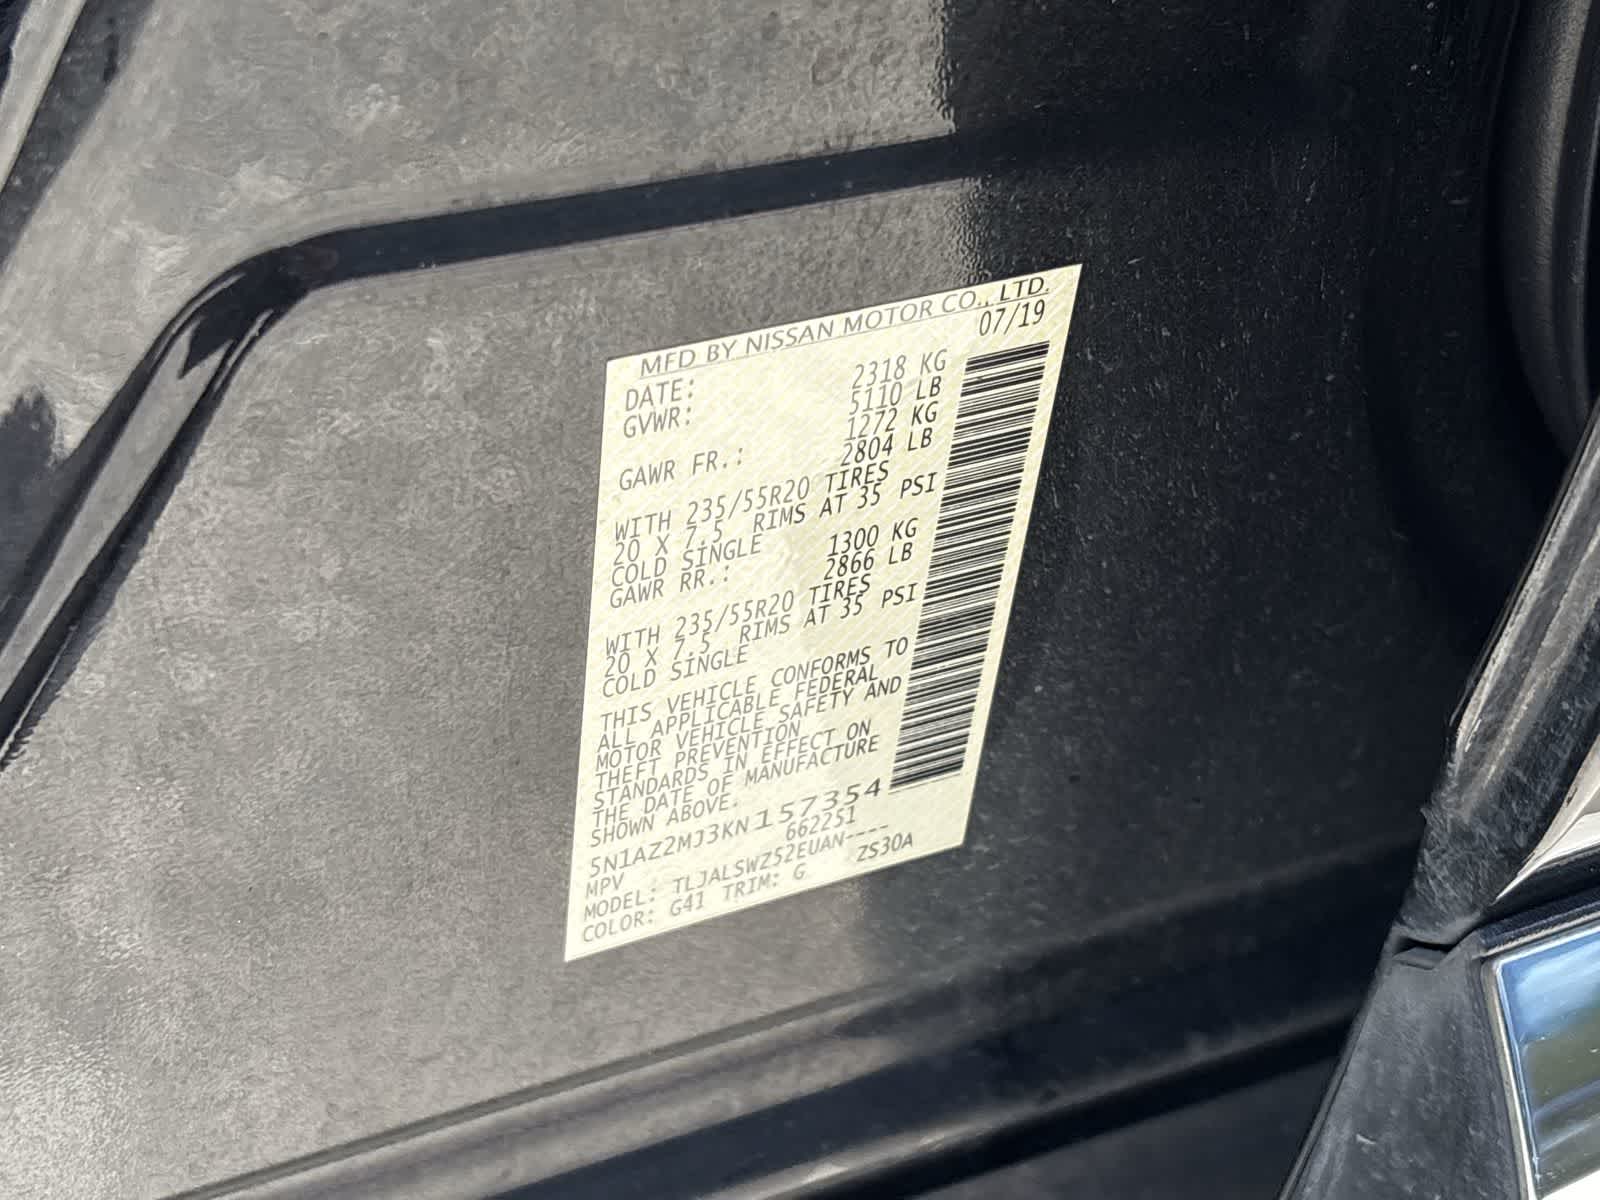 MFD BY NISSAN MOTOR CO., LTD.
DATE: 07/19
GVWR: 2318 KG
5110 LB
GAWR FR.: 1272 KG
2804 LB
WITH 235/55R20 TIRES
20 X 7.5 RIMS AT 35 PSI
COLD SINGLE
GAWR RR.: 1300 KG
2866 LB
WITH 235/55R20 TIRES
20 X 7.5 RIMS AT 35 PSI
COLD SINGLE
THIS VEHICLE CONFORMS TO
ALL APPLICABLE FEDERAL
MOTOR VEHICLE SAFETY AND
THEFT PREVENTION
STANDARDS IN EFFECT ON
THE DATE OF MANUFACTURE
SHOWN ABOVE.
5N1AZ2MJ3KN157354
MPV 662251
MODEL: TLJALSWZ52EUAN----
COLOR: G41 TRIM: G ZS30A